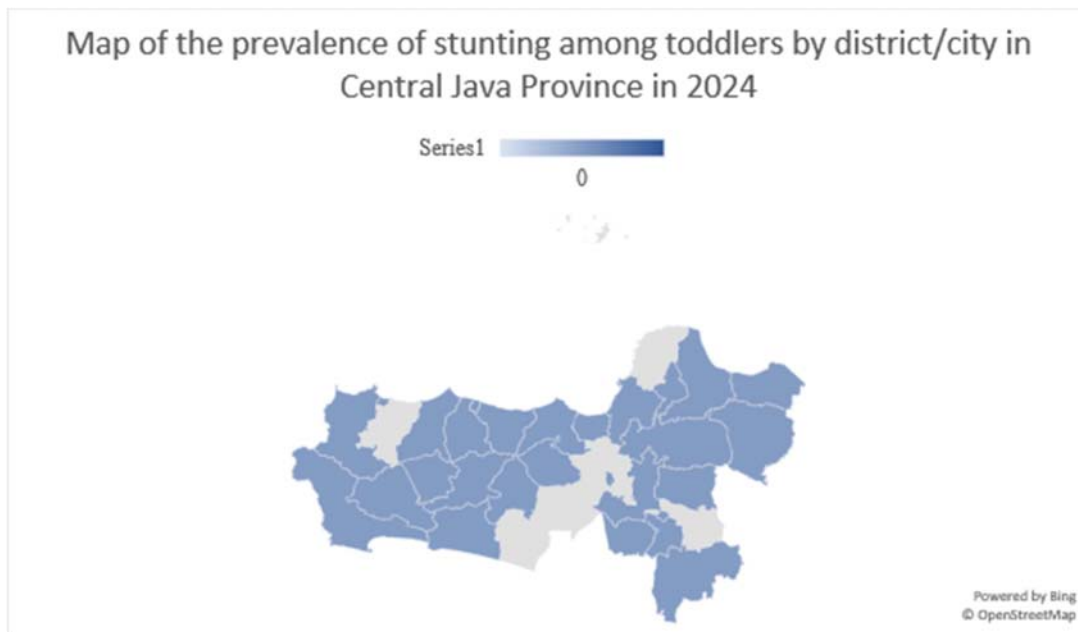 Map of the prevalence of stunting among toddlers by district/city in
Central Java Province in 2024
Series1
0
Powered by Bing
© OpenStreetMap